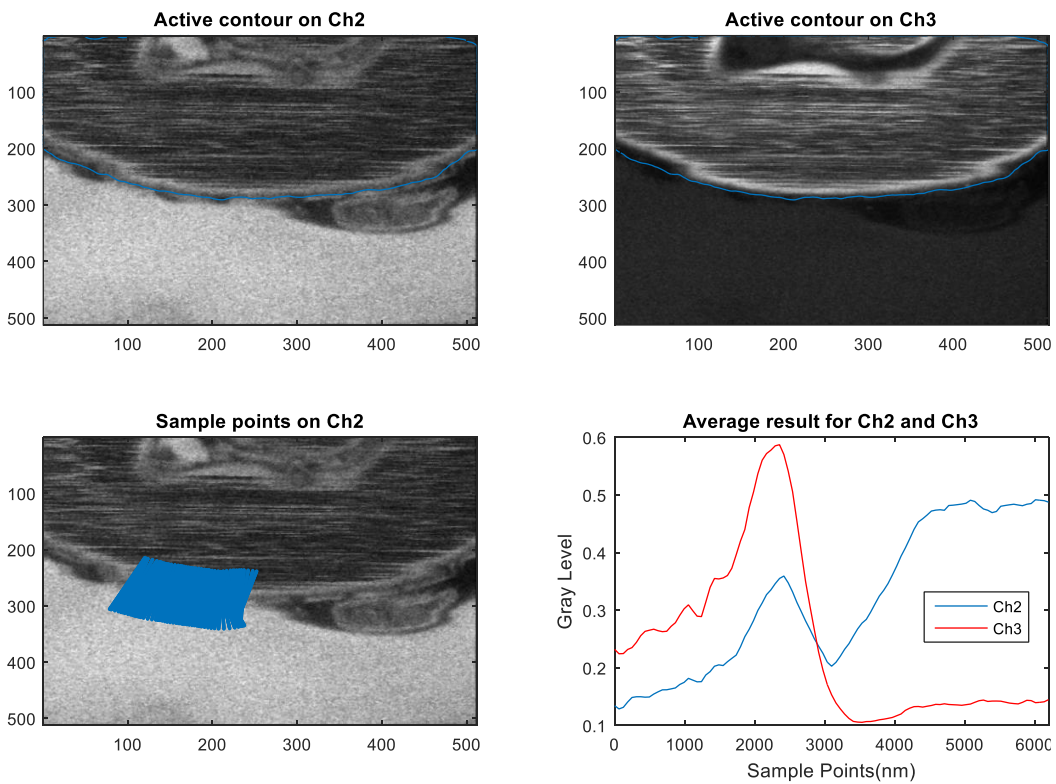 Active contour on Ch2
100
200
300
400
500
100 200 300 400 500
Active contour on Ch3
100
200
300
400
500
100 200 300 400 500
Sample points on Ch2
100
200
300
400
500
100 200 300 400 500
Average result for Ch2 and Ch3
Gray Level
0.6
0.5
0.4
0.3
0.2
0.1
Ch2
Ch3
0 1000 2000 3000 4000 5000 6000
Sample Points(nm)